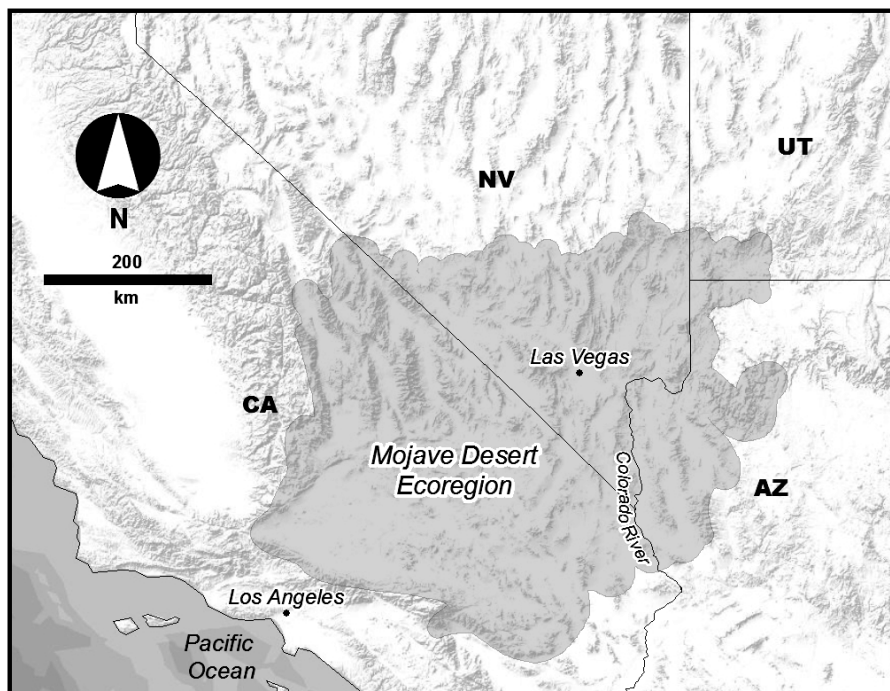 UT
NV
N
200
km
Las Vegas
CA
Mojave Desert
Ecoregion
AZ
Colorado River
Los Angeles
Pacific
Ocean